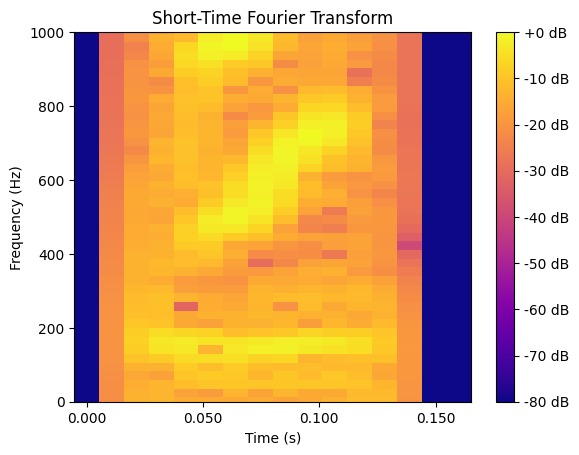 Short-Time Fourier Transform
1000
800
600
400
200
0
Frequency (Hz)
0.000
0.050
0.100
0.150
Time (s)
+0 dB
-10 dB
-20 dB
-30 dB
-40 dB
-50 dB
-60 dB
-70 dB
-80 dB